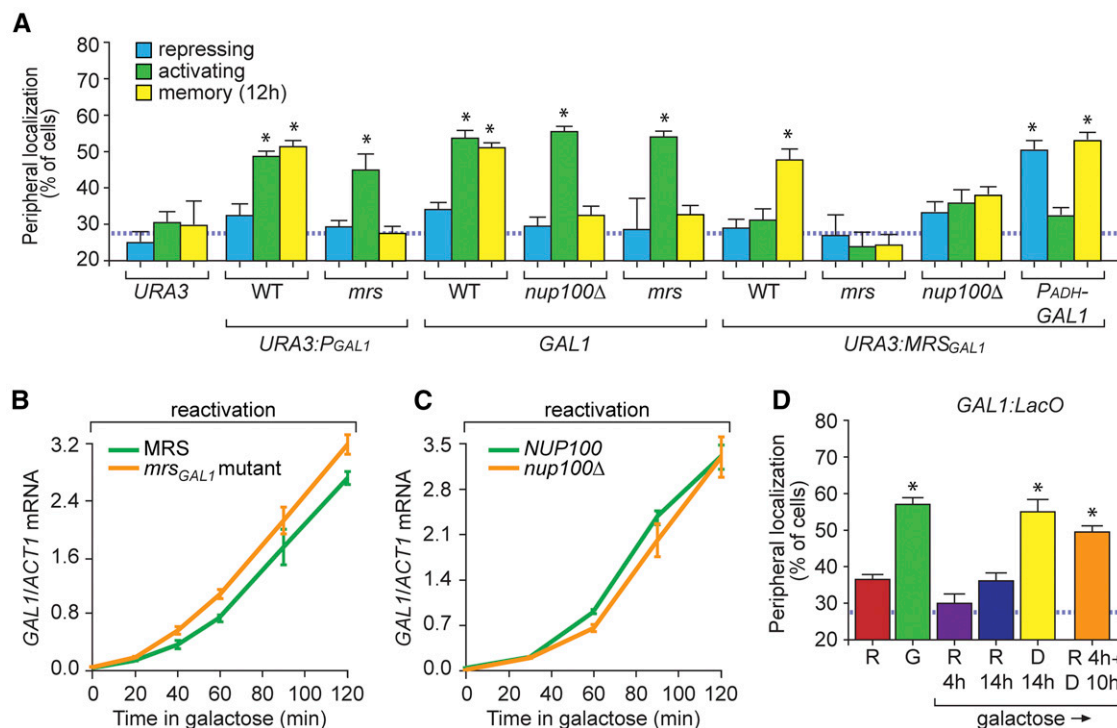 A
repressing
activating
memory (12h)
Peripheral localization
(% of cells)
80
70
60
50
40
30
20
* * * * * * * * * *
URA3 WT mrs WT nup100Δ mrs WT mrs nup100Δ PADH-
GAL1
URA3:PGAL1 GAL1 URA3:MRSGAL1
B
reactivation
MRS
mrsGAL1 mutant
GAL1/ACT1 mRNA
3.2
2.4
1.6
0.8
0.0
0 20 40 60 80 100 120
Time in galactose (min)
C
reactivation
NUP100
nup100Δ
GAL1/ACT1 mRNA
3.5
2.8
2.1
1.4
0.7
0.0
0 30 60 90 120
Time in galactose (min)
D
GAL1:LacO
Peripheral localization
(% of cells)
80
70
60
50
40
30
20
* * *
R G R R D R 4h+
4h 14h 14h D 10h
galactose →